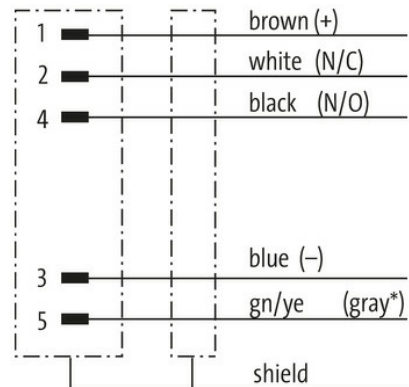 1 brown (+)
2 white (N/C)
4 black (N/O)
3 blue (–)
5 gn/ye (gray*)
shield